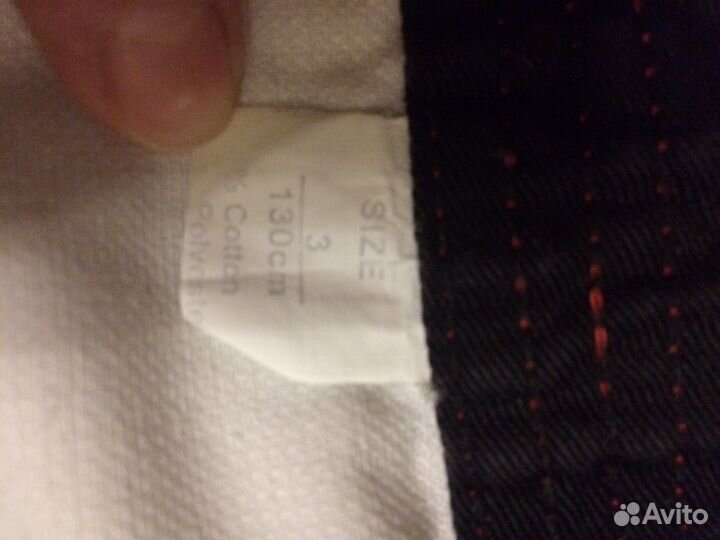 SIZE
3
130cm
% Cotton
Avito